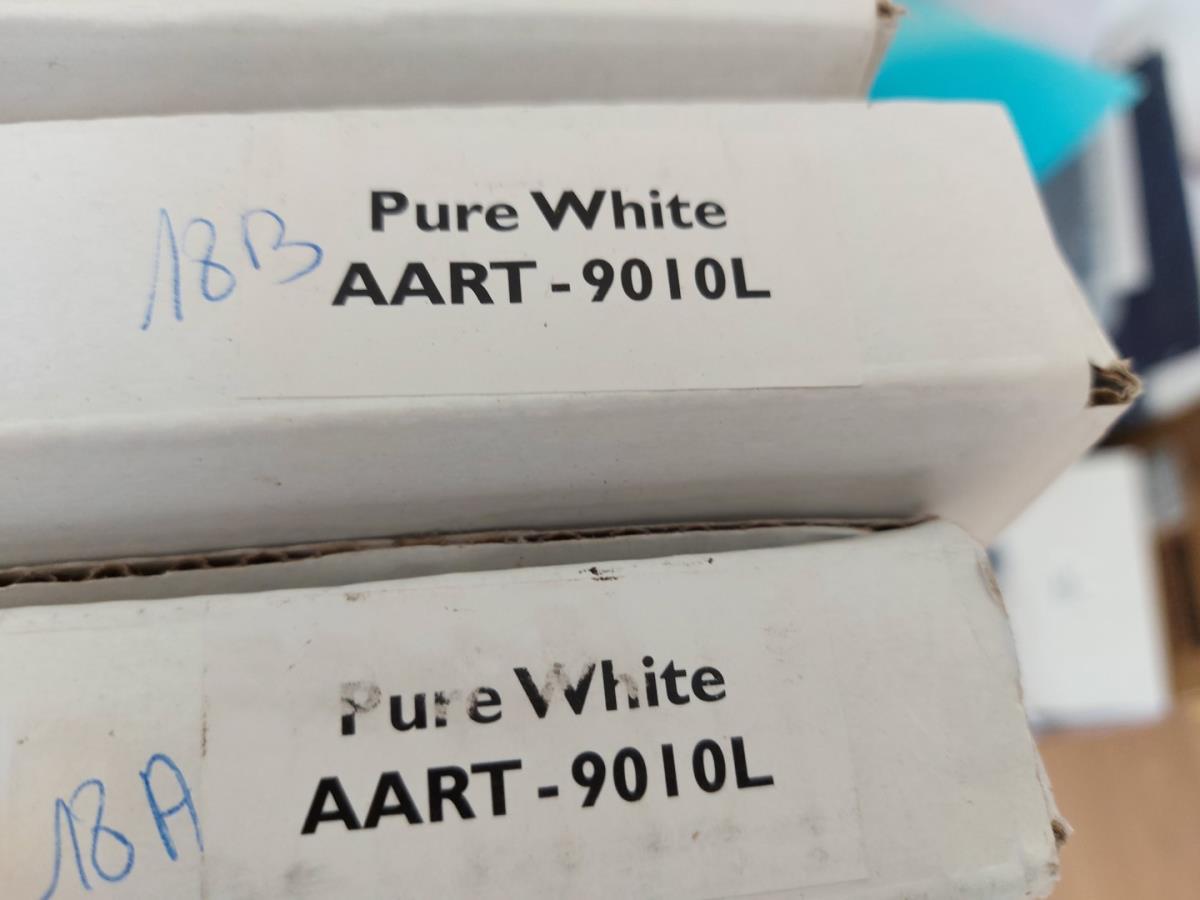 18B
Pure White
AART - 9010L
Pure White
18A
AART - 9010L